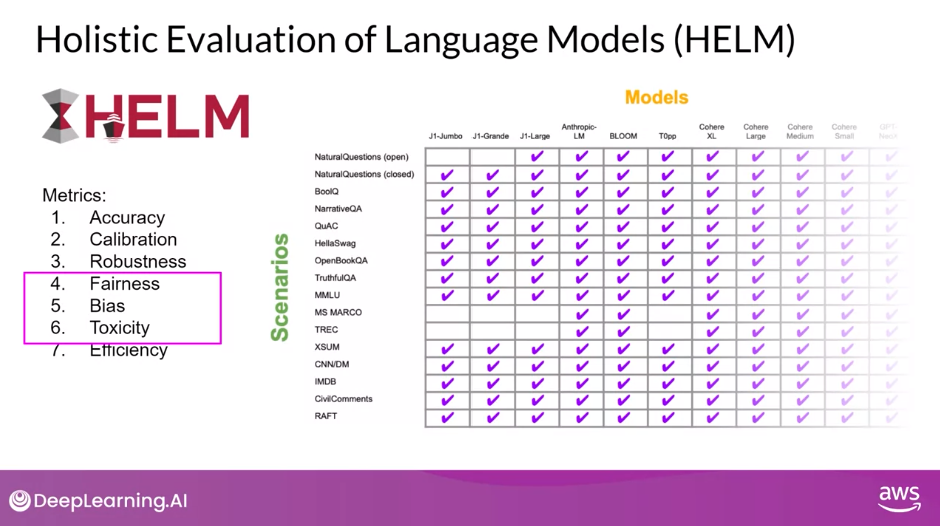 Holistic Evaluation of Language Models (HELM)
HELM
Metrics:
1. Accuracy
2. Calibration
3. Robustness
4. Fairness
5. Bias
6. Toxicity
7. Efficiency
Models
Scenarios
J1-Jumbo J1-Grande J1-Large Anthropic-LM BLOOM T0pp Cohere XL Cohere Large Cohere Medium Cohere Small
NaturalQuestions (open)
NaturalQuestions (closed)
BoolQ
NarrativeQA
QuAC
HellaSwag
OpenBookQA
TruthfulQA
MMLU
MS MARCO
TREC
XSUM
CNN/DM
IMDB
CivilComments
RAFT
DeepLearning.AI
aws